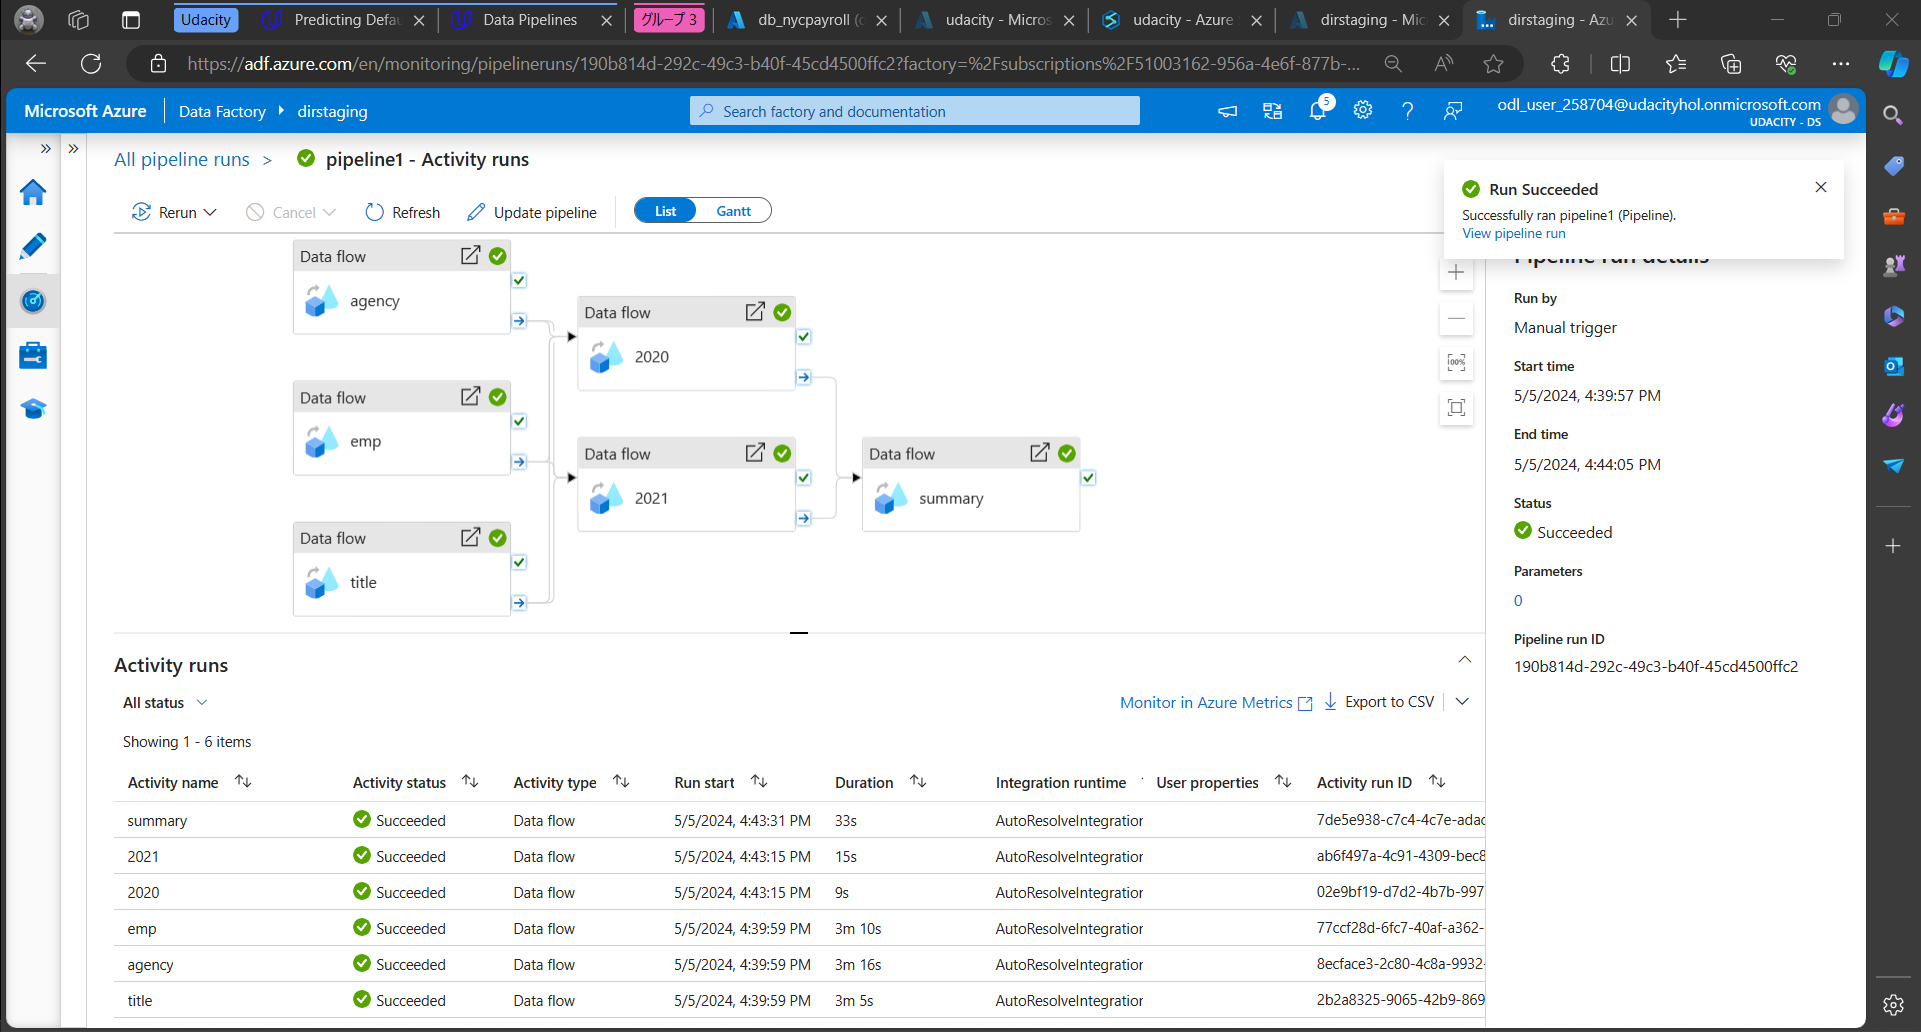 Udacity
Predicting Defau
Data Pipelines
グループ 3
db_nycpayroll (
udacity - Micros
udacity - Azure
dirstaging - Mic
dirstaging - Azu
https://adf.azure.com/en/monitoring/pipelineruns/190b814d-292c-49c3-b40f-45cd4500ffc2?factory=%2Fsubscriptions%2F51003162-956a-4e6f-877b-...
Microsoft Azure
Data Factory
dirstaging
Search factory and documentation
5
odl_user_258704@udacityhol.onmicrosoft.com
UDACITY - DS
All pipeline runs >
pipeline1 - Activity runs
Run Succeeded
Successfully ran pipeline1 (Pipeline).
View pipeline run
Rerun
Cancel
Refresh
Update pipeline
List
Gantt
Data flow
agency
Data flow
emp
Data flow
title
Data flow
2020
Data flow
2021
Data flow
summary
100%
Pipeline run details
Run by
Manual trigger
Start time
5/5/2024, 4:39:57 PM
End time
5/5/2024, 4:44:05 PM
Status
Succeeded
Parameters
0
Pipeline run ID
190b814d-292c-49c3-b40f-45cd4500ffc2
Activity runs
All status
Monitor in Azure Metrics
Export to CSV
Showing 1 - 6 items
Activity name Activity status Activity type Run start Duration Integration runtime User properties Activity run ID
summary Succeeded Data flow 5/5/2024, 4:43:31 PM 33s AutoResolveIntegration 7de5e938-c7c4-4c7e-adac
2021 Succeeded Data flow 5/5/2024, 4:43:15 PM 15s AutoResolveIntegration ab6f497a-4c91-4309-bec8
2020 Succeeded Data flow 5/5/2024, 4:43:15 PM 9s AutoResolveIntegration 02e9bf19-d7d2-4b7b-997
emp Succeeded Data flow 5/5/2024, 4:39:59 PM 3m 10s AutoResolveIntegration 77ccf28d-6fc7-40af-a362-
agency Succeeded Data flow 5/5/2024, 4:39:59 PM 3m 16s AutoResolveIntegration 8ecface3-2c80-4c8a-9932-
title Succeeded Data flow 5/5/2024, 4:39:59 PM 3m 5s AutoResolveIntegration 2b2a8325-9065-42b9-869